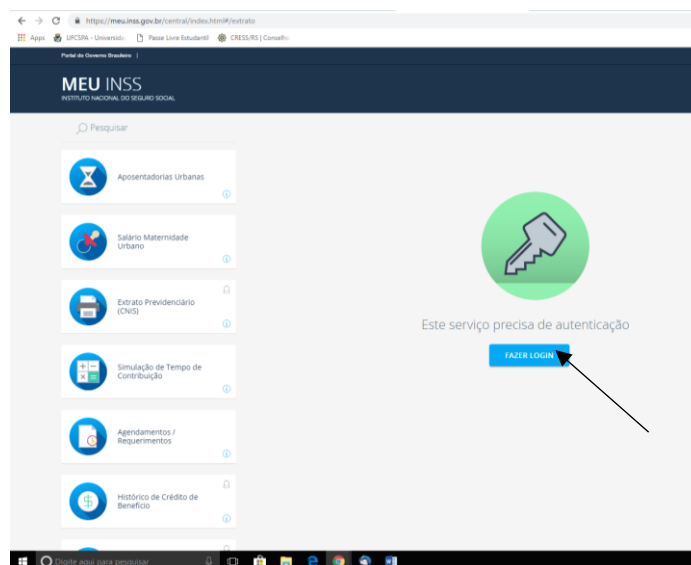 https://meu.inss.gov.br/central/index.html#/extrato
Apps UFCSPA - Universida Passe Livre Estudantil CRESS/RS | Conselho
Portal do Governo Brasileiro |
MEU INSS
INSTITUTO NACIONAL DO SEGURO SOCIAL
Pesquisar
Aposentadorias Urbanas
Salário Maternidade
Urbano
Extrato Previdenciário
(CNIS)
Simulação de Tempo de
Contribuição
Agendamentos /
Requerimentos
Histórico de Crédito de
Benefício
Este serviço precisa de autenticação
FAZER LOGIN
Digite aqui para pesquisar